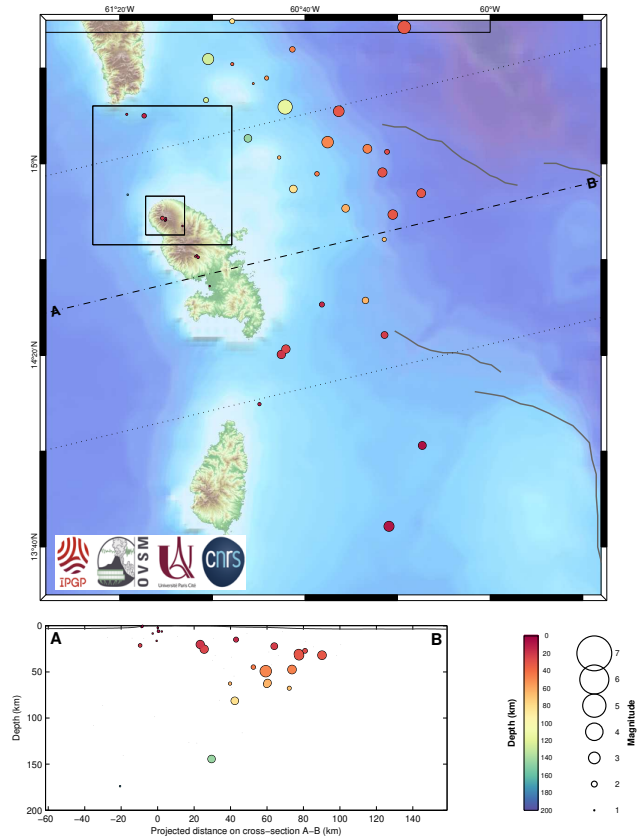 61°20'W 60°40'W 60°W
15°N
14°20'N
13°40'N
A
B
IPGP
OVSM
UA
Université Paris Cité
cnrs
A B
Depth (km)
0
50
100
150
200
−60 −40 −20 0 20 40 60 80 100 120 140
Projected distance on cross−section A−B (km)
Depth (km)
0
20
40
60
80
100
120
140
160
180
200
7
6
5
4
3
2
1
Magnitude